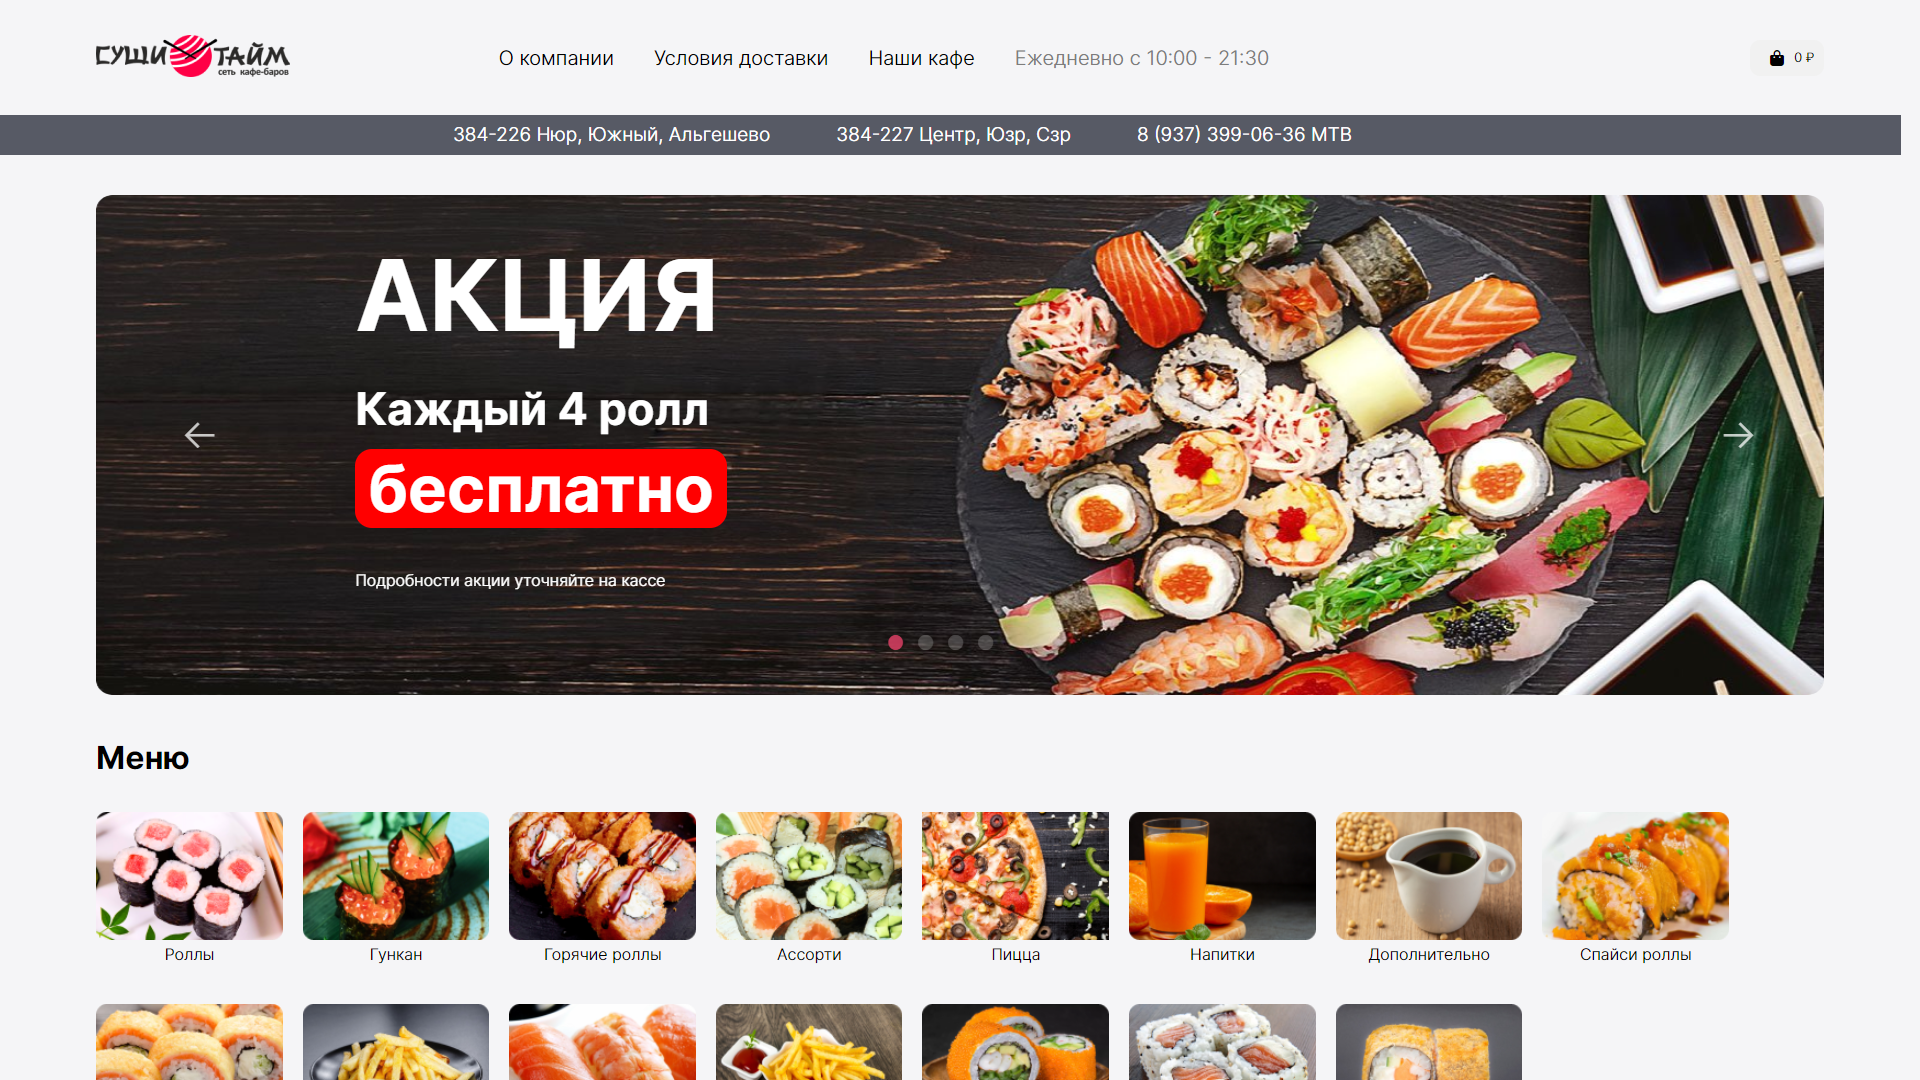 СУШИ ТАЙМ
сеть кафе-баров
О компании
Условия доставки
Наши кафе
Ежедневно с 10:00 - 21:30
0 ₽
384-226 Нюр, Южный, Альгешево
384-227 Центр, Юзр, Сзр
8 (937) 399-06-36 МТВ
АКЦИЯ
Каждый 4 ролл
бесплатно
Подробности акции уточняйте на кассе
Меню
Роллы
Гункан
Горячие роллы
Ассорти
Пицца
Напитки
Дополнительно
Спайси роллы